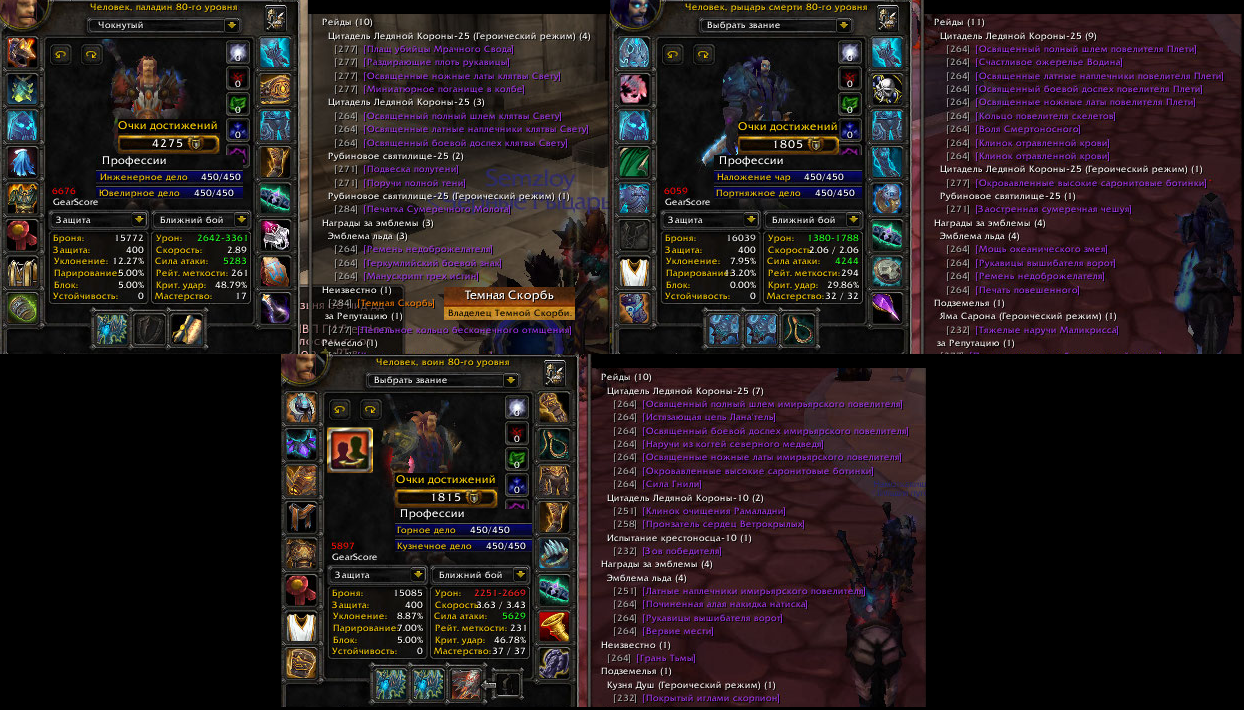 Человек, паладин 80-го уровня
Чокнутый
Очки достижений
4275
Профессии
Инженерное дело 450/450
Ювелирное дело 450/450
6676
GearScore
Защита
Ближний бой
Броня: 15772
Защита: 400
Уклонение: 12.27%
Парирование: 5.00%
Блок: 5.00%
Устойчивость: 0
Урон: 2642-3361
Скорость: 2.89
Сила атаки: 5283
Рейт. меткости: 261
Крит. удар: 48.79%
Мастерство: 17
0
0
0
Рейды (10)
Цитадель Ледяной Короны-25 (Героический режим) (4)
[277] [Плащ убийцы Мрачного Свода]
[277] [Раздирающие плоть рукавицы]
[277] [Освященные ножные латы клятвы Свету]
[277] [Миниатюрное поганище в колбе]
Цитадель Ледяной Короны-25 (3)
[264] [Освященный полный шлем клятвы Свету]
[264] [Освященные латные наплечники клятвы Свету]
[264] [Освященный боевой доспех клятвы Свету]
Рубиновое святилище-25 (2)
[271] [Подвеска полутени]
[271] [Поручи полной тени]
Рубиновое святилище-25 (Героический режим) (1)
[284] [Печатка Сумеречного Молота]
Награды за эмблемы (3)
Эмблема льда (3)
[264] [Ремень недоброжелателя]
[264] [Геркумлийский боевой знак]
[264] [Манускрипт трех истин]
Неизвестно (1)
[284] [Темная Скорбь]
за Репутацию (1)
[277] [Пепельное кольцо бесконечного отмщения]
Ремесло (1)
Semzloy
Темная Скорбь
Владелец Темной Скорби.
Человек, рыцарь смерти 80-го уровня
Выбрать звание
Очки достижений
1805
Профессии
Наложение чар 450/450
Портняжное дело 450/450
6059
GearScore
Защита
Ближний бой
Броня: 16039
Защита: 400
Уклонение: 7.95%
Парирование: 13.20%
Блок: 0.00%
Устойчивость: 0
Урон: 1380-1788
Скорость: 2.06 / 2.06
Сила атаки: 4244
Рейт. меткости: 294
Крит. удар: 29.86%
Мастерство: 32 / 32
0
0
0
Рейды (11)
Цитадель Ледяной Короны-25 (9)
[264] [Освященный полный шлем повелителя Плети]
[264] [Счастливое ожерелье Водина]
[264] [Освященные латные наплечники повелителя Плети]
[264] [Освященный боевой доспех повелителя Плети]
[264] [Освященные ножные латы повелителя Плети]
[264] [Кольцо повелителя скелетов]
[264] [Воля Смертоносного]
[264] [Клинок отравленной крови]
[264] [Клинок отравленной крови]
Цитадель Ледяной Короны-25 (Героический режим) (1)
[277] [Окровавленные высокие саронитовые ботинки]
Рубиновое святилище-25 (1)
[271] [Заостренная сумеречная чешуя]
Награды за эмблемы (4)
Эмблема льда (4)
[264] [Мощь океанического змея]
[264] [Рукавицы вышибателя ворот]
[264] [Ремень недоброжелателя]
[264] [Печать повешенного]
Подземелья (1)
Яма Сарона (Героический режим) (1)
[232] [Тяжелые наручи Маликрисса]
за Репутацию (1)
Человек, воин 80-го уровня
Выбрать звание
Очки достижений
1815
Профессии
Горное дело 450/450
Кузнечное дело 450/450
5897
GearScore
Защита
Ближний бой
Броня: 15085
Защита: 400
Уклонение: 8.87%
Парирование: 7.00%
Блок: 5.00%
Устойчивость: 0
Урон: 2251-2669
Скорость: 3.63 / 3.43
Сила атаки: 5629
Рейт. меткости: 231
Крит. удар: 46.78%
Мастерство: 37 / 37
0
0
0
Рейды (10)
Цитадель Ледяной Короны-25 (7)
[264] [Освященный полный шлем имирьярского повелителя]
[264] [Истязающая цепь Лана'тель]
[264] [Освященный боевой доспех имирьярского повелителя]
[264] [Наручи из когтей северного медведя]
[264] [Освященные ножные латы имирьярского повелителя]
[264] [Окровавленные высокие саронитовые ботинки]
[264] [Сила Гнили]
Цитадель Ледяной Короны-10 (2)
[251] [Клинок очищения Рамаладни]
[258] [Пронзатель сердец Ветрокрылых]
Испытание крестоносца-10 (1)
[232] [Зов победителя]
Награды за эмблемы (4)
Эмблема льда (4)
[251] [Латные наплечники имирьярского повелителя]
[264] [Починенная алая накидка натиска]
[264] [Рукавицы вышибателя ворот]
[264] [Вервие мести]
Неизвестно (1)
[264] [Грань Тьмы]
Подземелья (1)
Кузня Душ (Героический режим) (1)
[232] [Покрытый иглами скорпион]